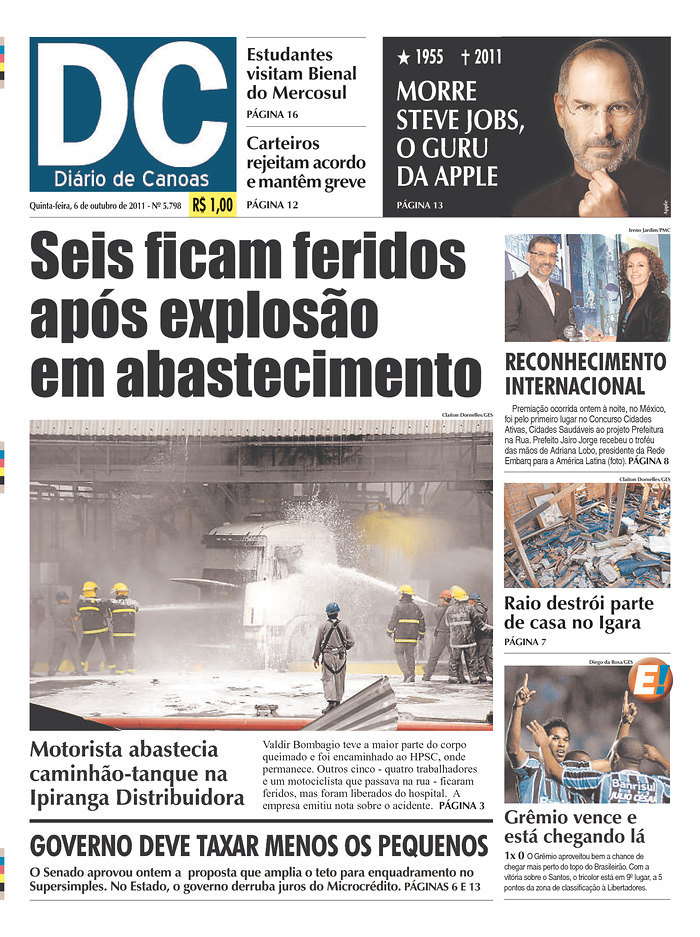 DC
Diário de Canoas
Quinta-feira, 6 de outubro de 2011 - Nº 5.798
R$ 1,00
Estudantes
visitam Bienal
do Mercosul
PÁGINA 16
Carteiros
rejeitam acordo
e mantêm greve
PÁGINA 12
★ 1955 † 2011
MORRE
STEVE JOBS,
O GURU
DA APPLE
PÁGINA 13
Apple
Seis ficam feridos
após explosão
em abastecimento
Claiton Dornelles/GES
Motorista abastecia
caminhão-tanque na
Ipiranga Distribuidora
Valdir Bombagio teve a maior parte do corpo
queimado e foi encaminhado ao HPSC, onde
permanece. Outros cinco - quatro trabalhadores
e um motociclista que passava na rua - ficaram
feridos, mas foram liberados do hospital. A
empresa emitiu nota sobre o acidente. PÁGINA 3
GOVERNO DEVE TAXAR MENOS OS PEQUENOS
O Senado aprovou ontem a proposta que amplia o teto para enquadramento no
Supersimples. No Estado, o governo derruba juros do Microcrédito. PÁGINAS 6 E 13
Ireno Jardim/PMC
RECONHECIMENTO
INTERNACIONAL
Premiação ocorrida ontem à noite, no México,
foi pelo primeiro lugar no Concurso Cidades
Ativas, Cidades Saudáveis ao projeto Prefeitura
na Rua. Prefeito Jairo Jorge recebeu o troféu
das mãos de Adriana Lobo, presidente da Rede
Embarq para a América Latina (foto). PÁGINA 8
Claiton Dornelles/GES
Raio destrói parte
de casa no Igara
PÁGINA 7
Diego da Rosa/GES
E!
Banrisul
Grêmio vence e
está chegando lá
1x0 O Grêmio aproveitou bem a chance de
chegar mais perto do topo do Brasileirão. Com a
vitória sobre o Santos, o tricolor está em 9º lugar, a 5
pontos da zona de classificação à Libertadores.